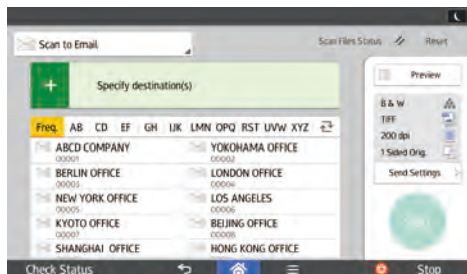 Scan to Email
Scan Files Status
Reset
Preview
+ Specify destination(s)
B & W
TIFF
200 dpi
1 Sided Orig.
Send Settings
Freq. AB CD EF GH IJK LMN OPQ RST UVW XYZ
ABCD COMPANY
00001
YOKOHAMA OFFICE
00002
BERLIN OFFICE
00003
LONDON OFFICE
00004
NEW YORK OFFICE
00005
LOS ANGELES
00006
KYOTO OFFICE
00007
BEIJING OFFICE
00008
SHANGHAI OFFICE
HONG KONG OFFICE
Check Status
Stop